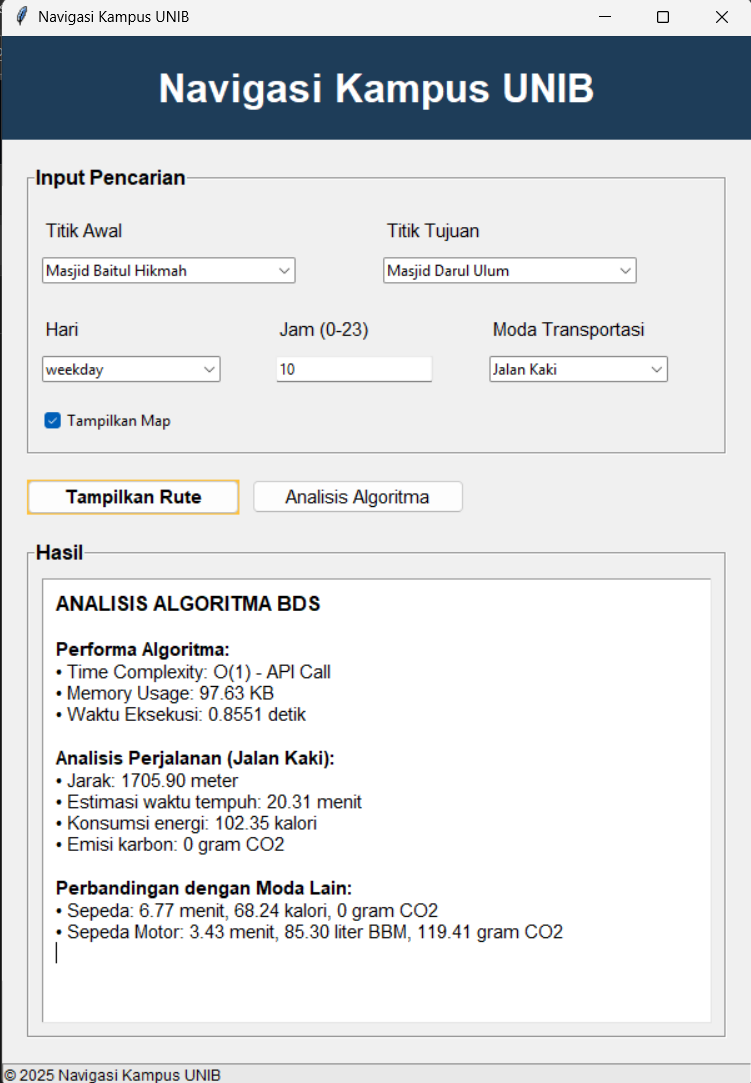 Navigasi Kampus UNIB
Navigasi Kampus UNIB
Input Pencarian
Titik Awal
Titik Tujuan
Masjid Baitul Hikmah
Masjid Darul Ulum
Hari
Jam (0-23)
Moda Transportasi
weekday
10
Jalan Kaki
Tampilkan Map
Tampilkan Rute
Analisis Algoritma
Hasil
ANALISIS ALGORITMA BDS
Performa Algoritma:
• Time Complexity: O(1) - API Call
• Memory Usage: 97.63 KB
• Waktu Eksekusi: 0.8551 detik
Analisis Perjalanan (Jalan Kaki):
• Jarak: 1705.90 meter
• Estimasi waktu tempuh: 20.31 menit
• Konsumsi energi: 102.35 kalori
• Emisi karbon: 0 gram CO2
Perbandingan dengan Moda Lain:
• Sepeda: 6.77 menit, 68.24 kalori, 0 gram CO2
• Sepeda Motor: 3.43 menit, 85.30 liter BBM, 119.41 gram CO2
© 2025 Navigasi Kampus UNIB